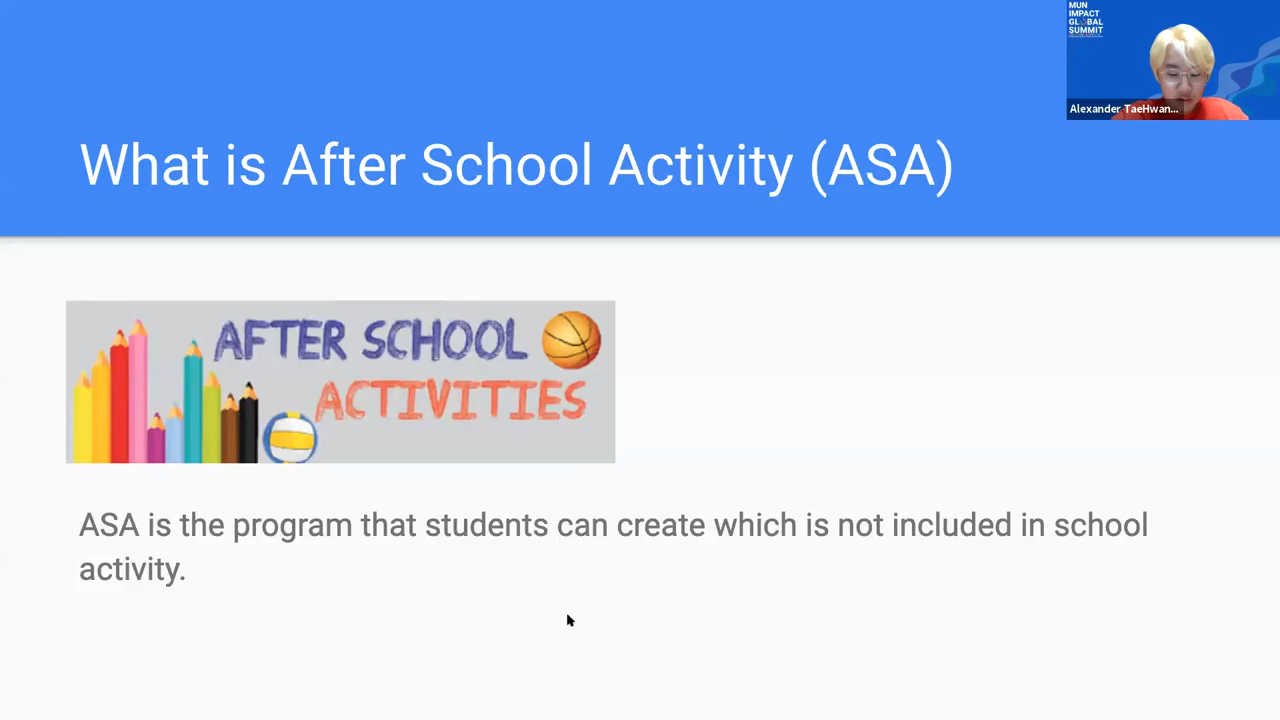 MUN
IMPACT
GLOBAL
SUMMIT
Alexander TaeHwan...
What is After School Activity (ASA)
AFTER SCHOOL
ACTIVITIES
ASA is the program that students can create which is not included in school
activity.